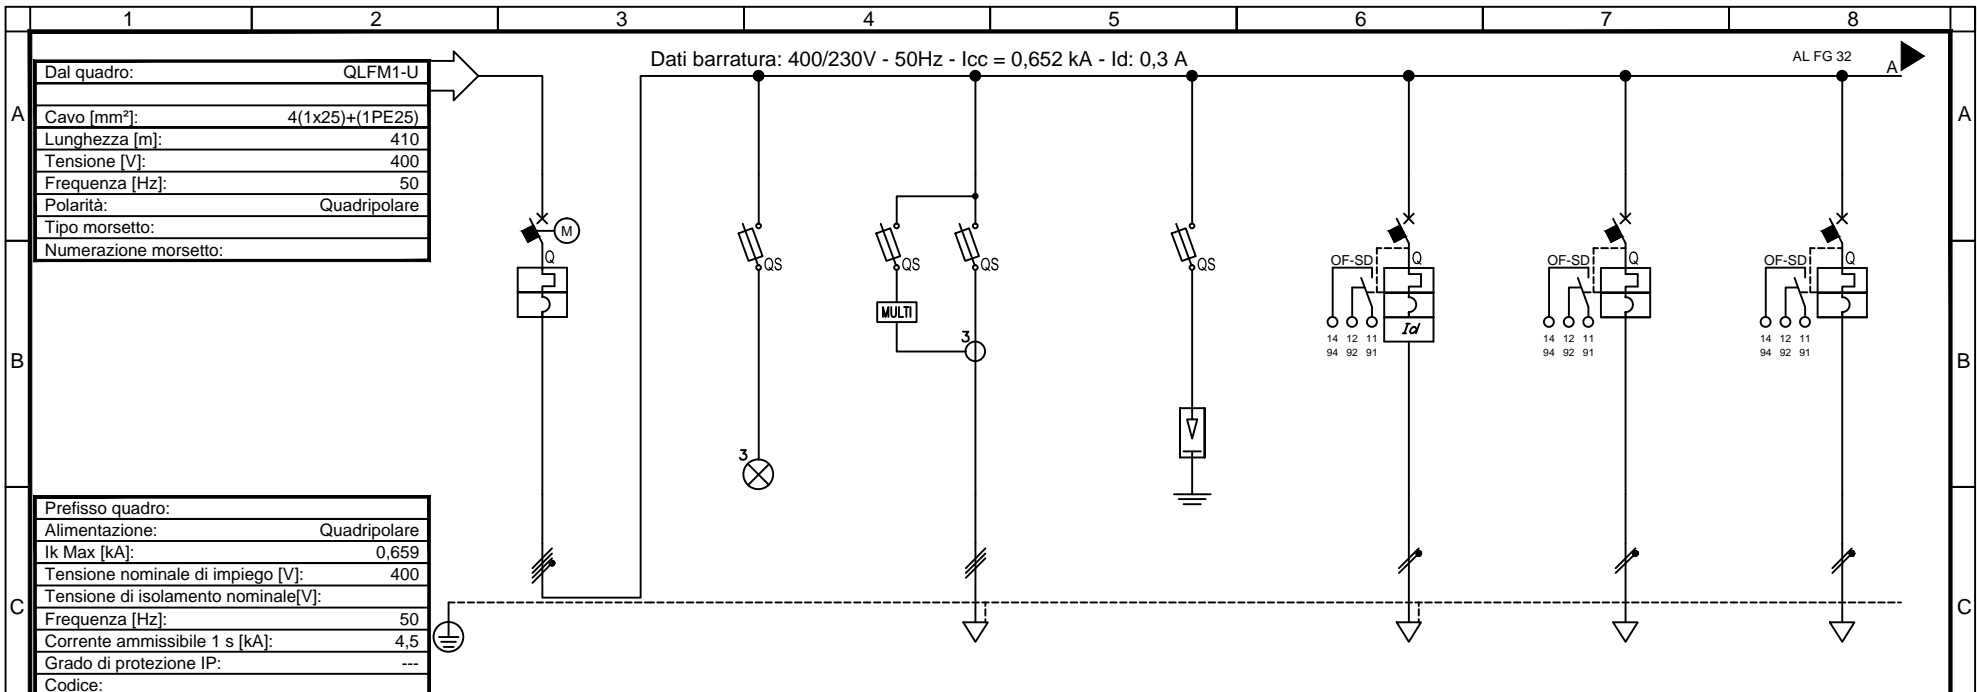 1 2 3 4 5 6 7 8
Dati barratura: 400/230V - 50Hz - Icc = 0,652 kA - Id: 0,3 A
AL FG 32
A
A
A
Dal quadro: QLFM1-U
Cavo [mm²]: 4(1x25)+(1PE25)
Lunghezza [m]: 410
Tensione [V]: 400
Frequenza [Hz]: 50
Polarità: Quadripolare
Tipo morsetto:
Numerazione morsetto:
M
Q
QS
QS
QS
QS
OF-SD
Q
OF-SD
Q
OF-SD
Q
MULTI
Id
14 12 11
94 92 91
14 12 11
94 92 91
14 12 11
94 92 91
3
B
B
3
Prefisso quadro:
Alimentazione: Quadripolare
Ik Max [kA]: 0,659
Tensione nominale di impiego [V]: 400
Tensione di isolamento nominale[V]:
Frequenza [Hz]: 50
Corrente ammissibile 1 s [kA]: 4,5
Grado di protezione IP: ---
Codice:
C
C